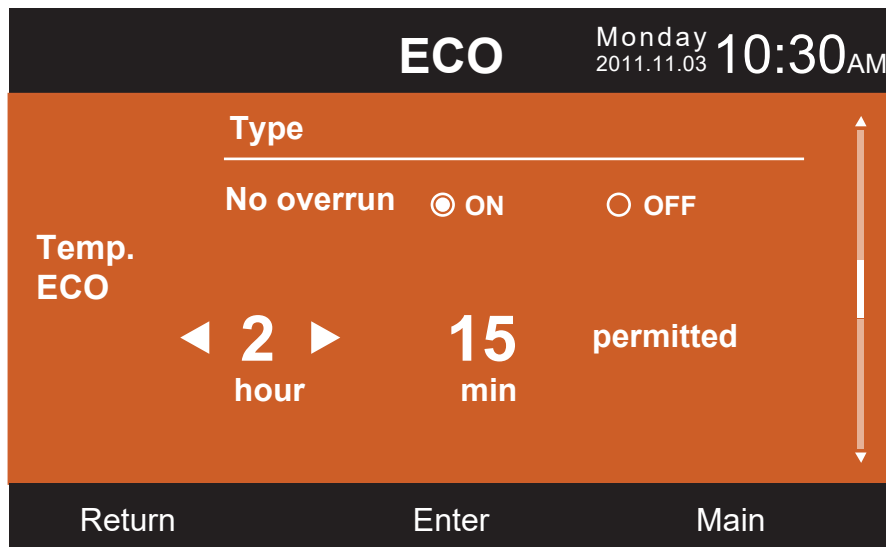 ECO
Monday
2011.11.03
10:30AM
Type
No overrun ON OFF
Temp.
ECO
2 15 permitted
hour min
Return Enter Main